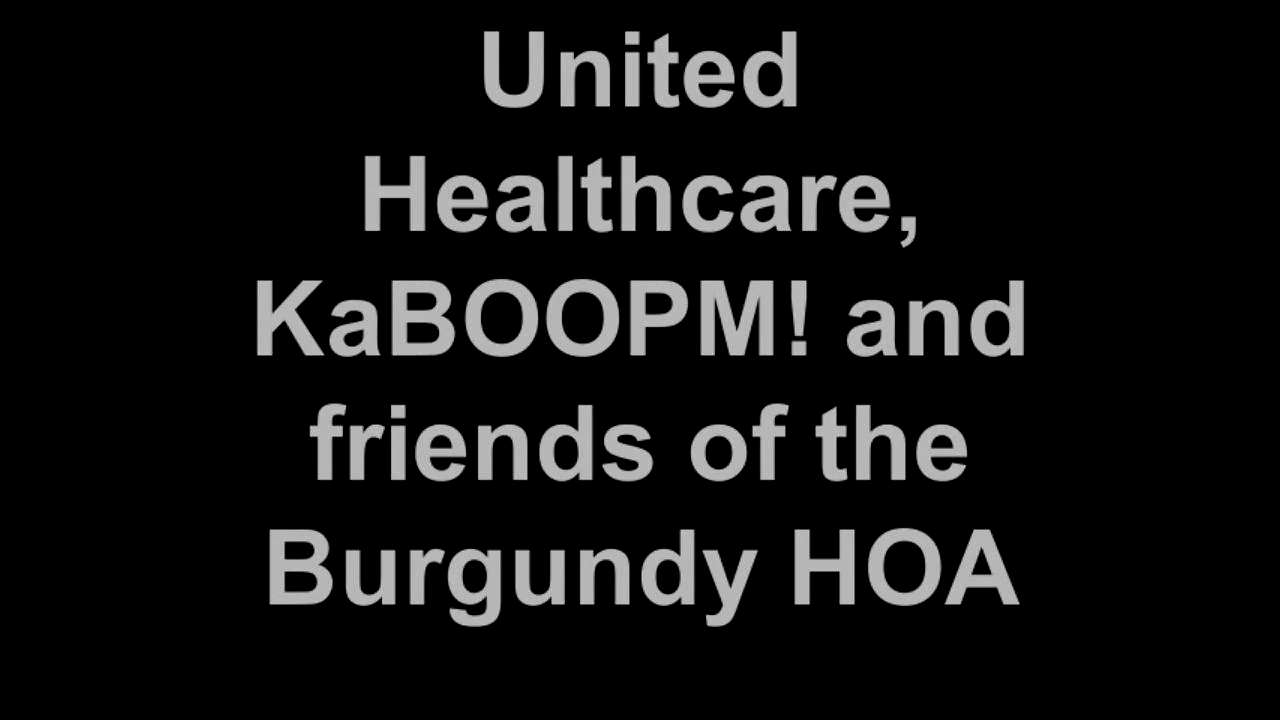 United
Healthcare,
KaBOOPM! and
friends of the
Burgundy HOA